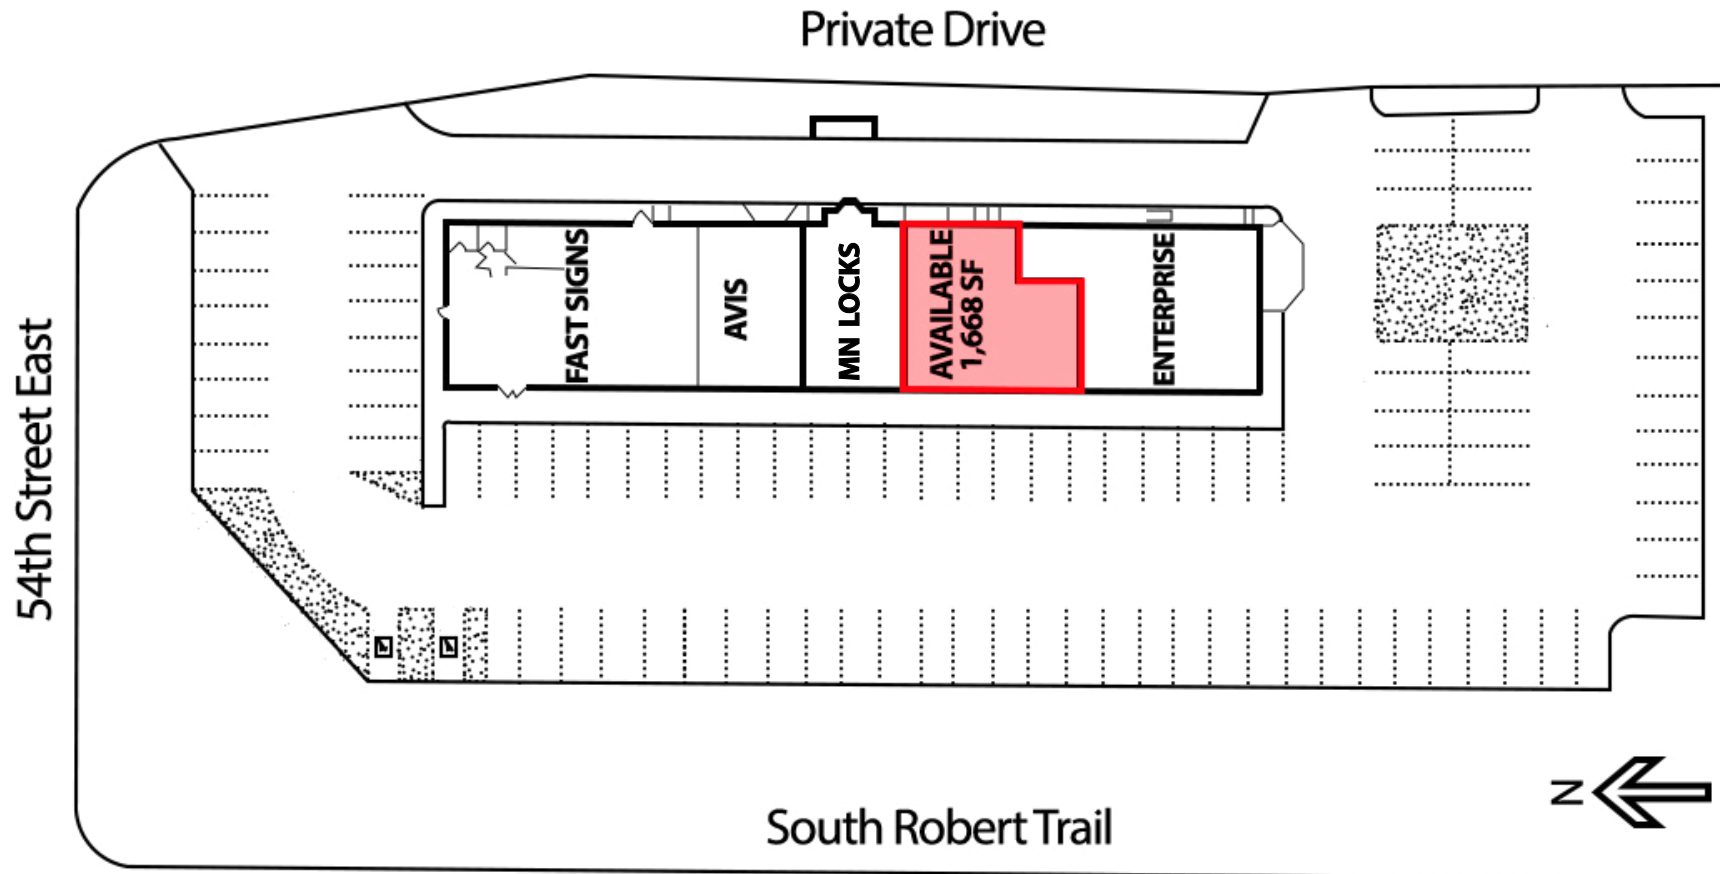 Private Drive
54th Street East
FAST SIGNS
AVIS
MN LOCKS
AVAILABLE
1,668 SF
ENTERPRISE
N
South Robert Trail